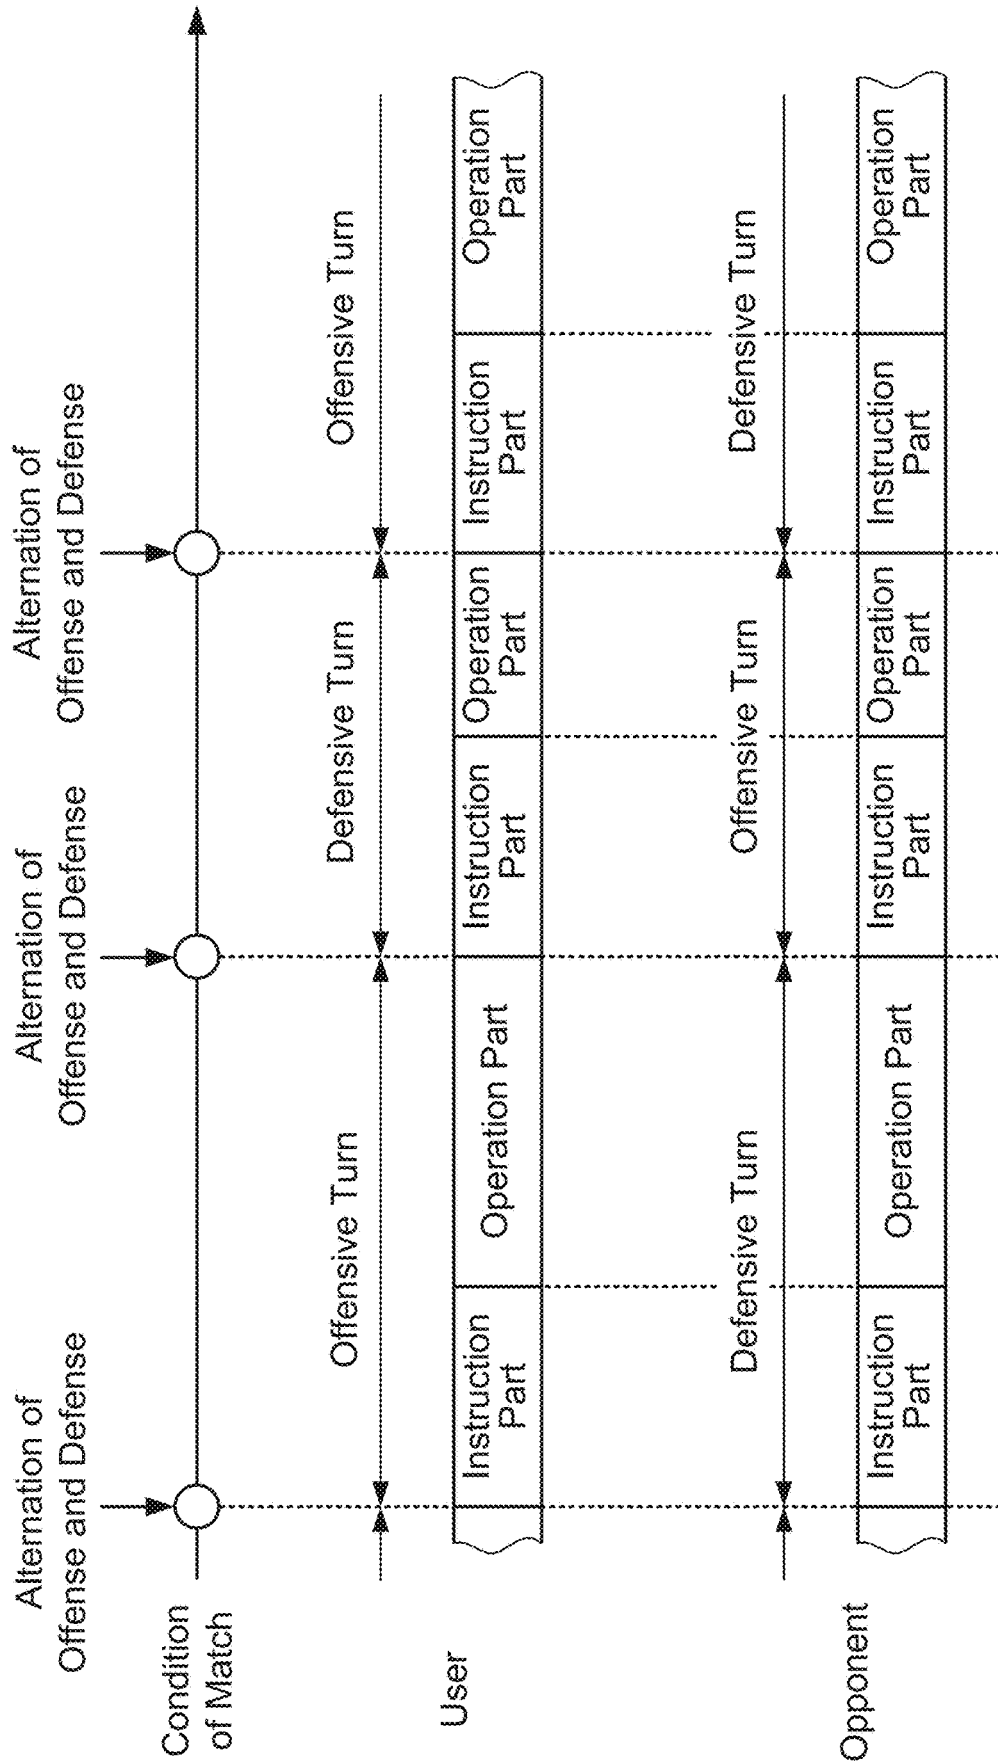 Alternation of
Offense and Defense
Alternation of
Offense and Defense
Alternation of
Offense and Defense
Condition
of Match
Offensive Turn
Defensive Turn
Offensive Turn
User
Instruction
Part
Operation Part
Instruction
Part
Operation
Part
Instruction
Part
Operation
Part
Defensive Turn
Offensive Turn
Defensive Turn
Opponent
Instruction
Part
Operation Part
Instruction
Part
Operation
Part
Instruction
Part
Operation
Part